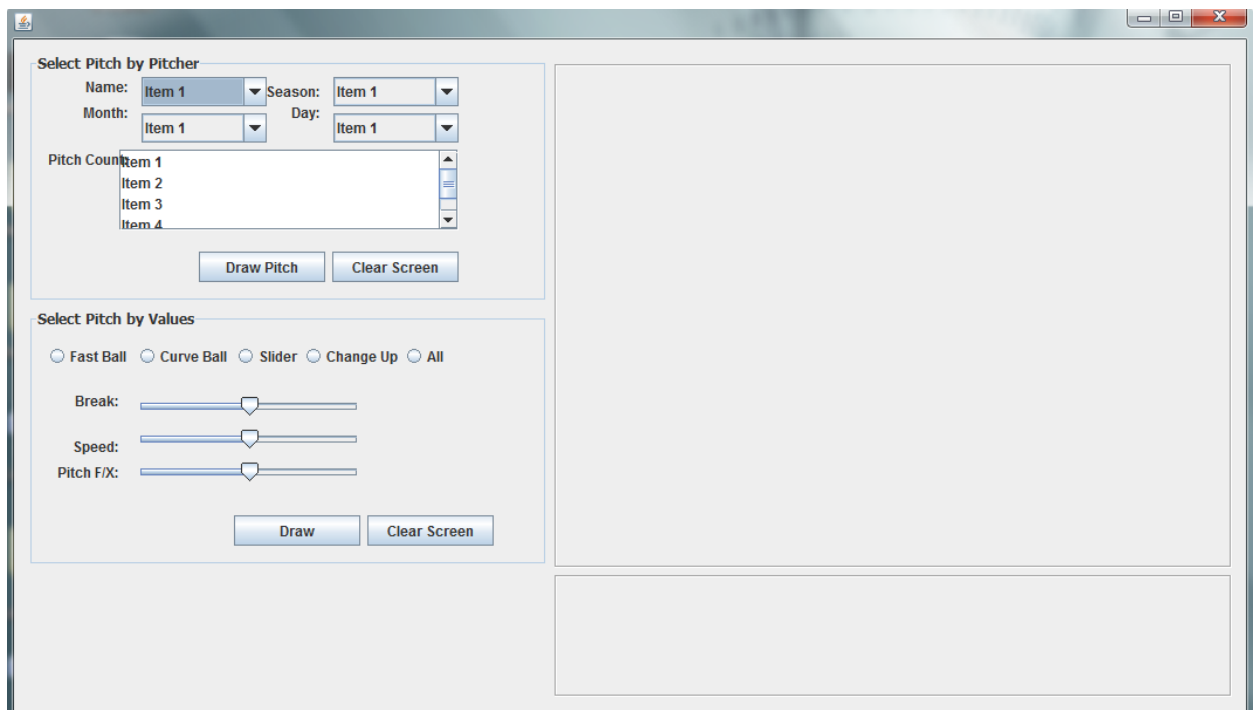 Select Pitch by Pitcher
Name: Item 1 Season: Item 1
Month: Item 1 Day: Item 1
Pitch Count: Item 1
Item 2
Item 3
Item 4
Draw Pitch Clear Screen
Select Pitch by Values
Fast Ball Curve Ball Slider Change Up All
Break:
Speed:
Pitch F/X:
Draw Clear Screen